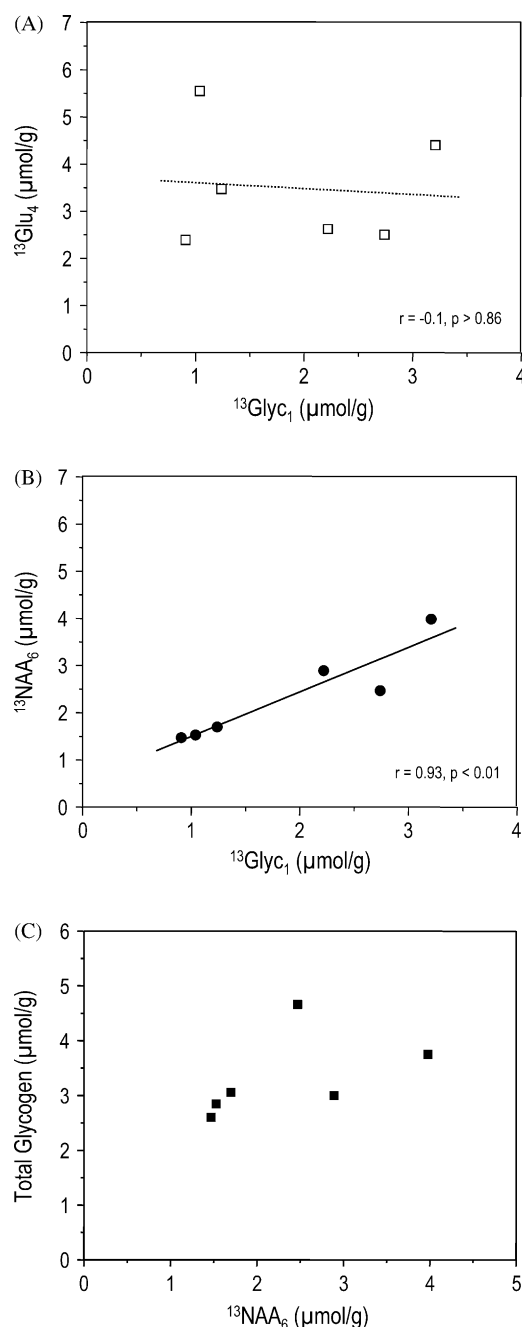 (A)
7
6
5
4
3
2
1
0
¹³Glu₄ (µmol/g)
r = -0.1, p > 0.86
0 1 2 3 4
¹³Glyc₁ (µmol/g)
(B)
7
6
5
4
3
2
1
0
¹³NAA₆ (µmol/g)
r = 0.93, p < 0.01
0 1 2 3 4
¹³Glyc₁ (µmol/g)
(C)
6
5
4
3
2
1
0
Total Glycogen (µmol/g)
0 1 2 3 4 5
¹³NAA₆ (µmol/g)